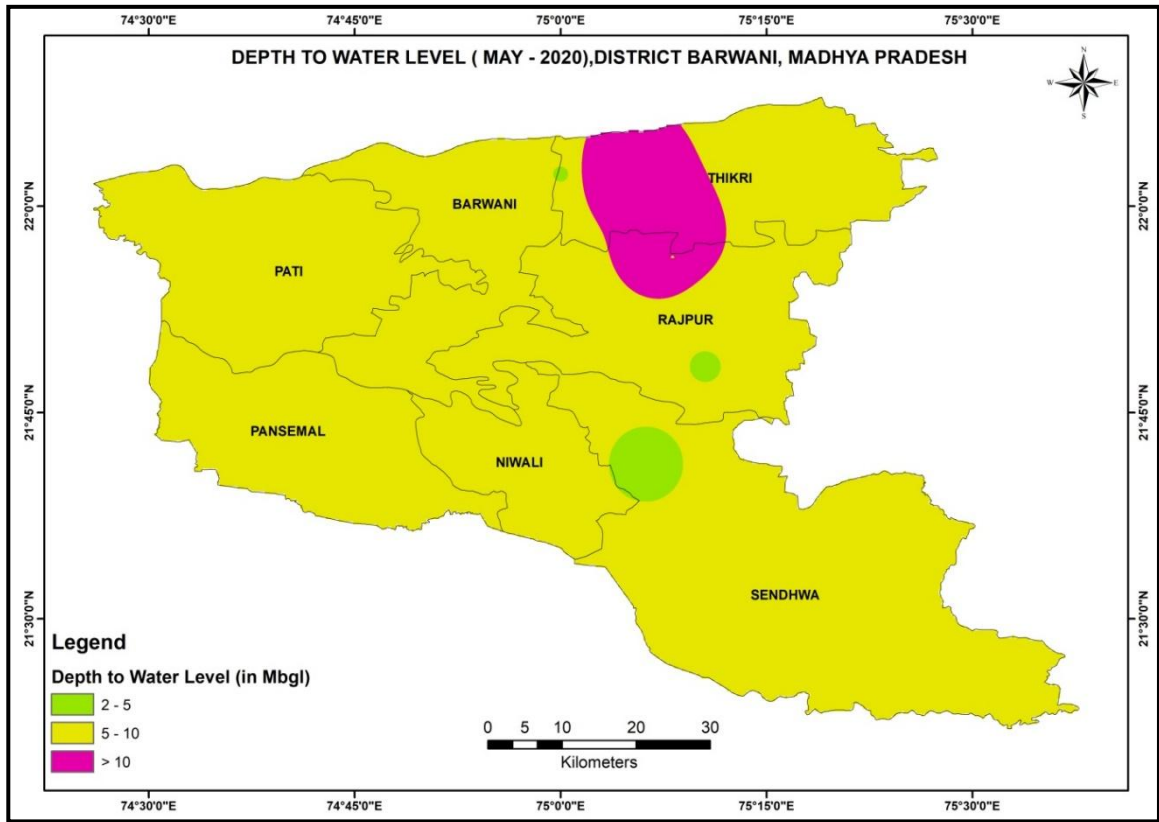 74°30'0"E 74°45'0"E 75°0'0"E 75°15'0"E 75°30'0"E
DEPTH TO WATER LEVEL ( MAY - 2020),DISTRICT BARWANI, MADHYA PRADESH
N
W E
S
22°0'0"N 22°0'0"N
THIKRI
BARWANI
PATI
RAJPUR
21°45'0"N 21°45'0"N
PANSEMAL
NIWALI
SENDHWA
21°30'0"N 21°30'0"N
Legend
Depth to Water Level (in Mbgl)
2 - 5
5 - 10
> 10
0 5 10 20 30
Kilometers
74°30'0"E 74°45'0"E 75°0'0"E 75°15'0"E 75°30'0"E